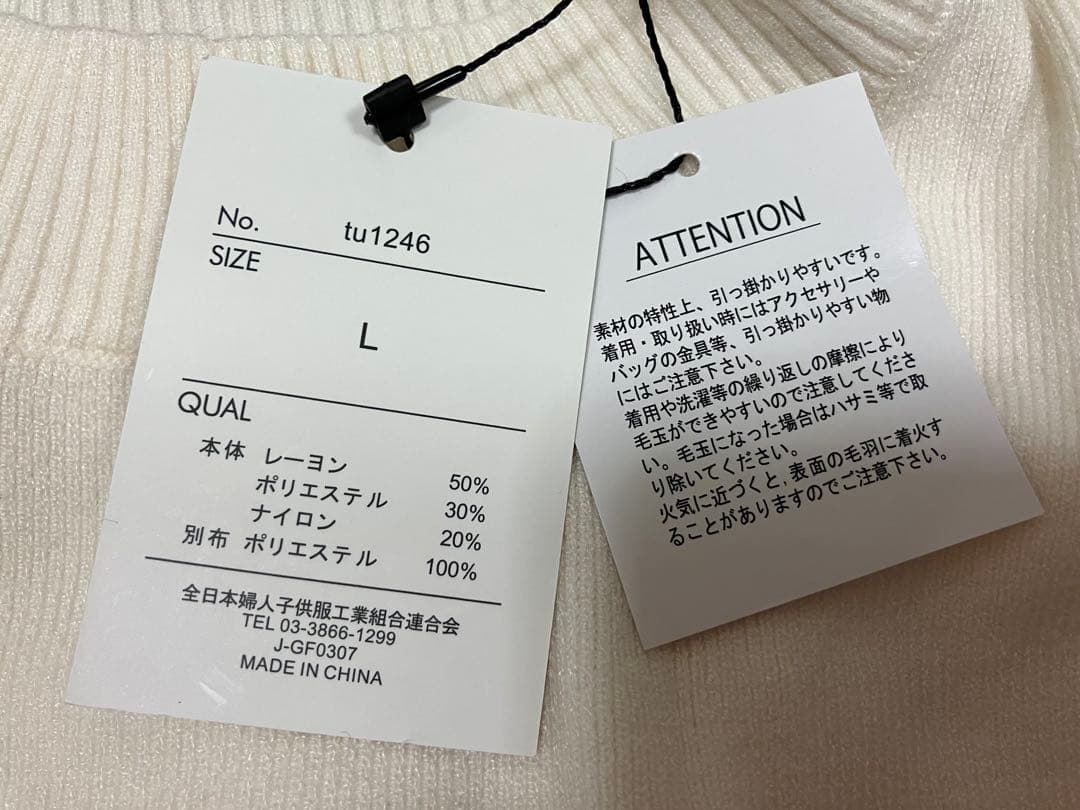 No. tu1246
SIZE
L
QUAL
本体 レーヨン 50%
ポリエステル 30%
ナイロン 20%
別布 ポリエステル 100%
全日本婦人子供服工業組合連合会
TEL 03-3866-1299
J-GF0307
MADE IN CHINA
ATTENTION
素材の特性上、引っ掛かりやすいです。
着用・取り扱い時にはアクセサリーや
バッグの金具等、引っ掛かりやすい物
にはご注意下さい。
着用や洗濯等の繰り返しの摩擦により
毛玉ができやすいので注意してくださ
い。毛玉になった場合はハサミ等で取
り除いてください。
火気に近づくと,表面の毛羽に着火す
ることがありますのでご注意下さい。